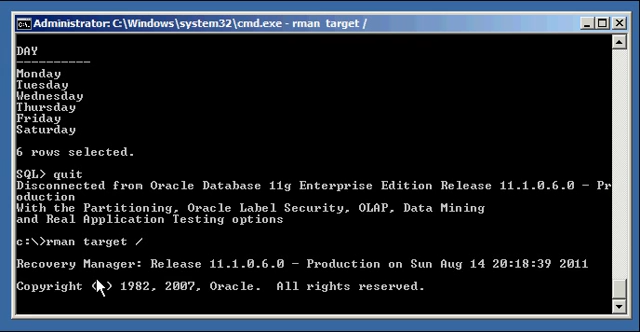 Administrator: C:\Windows\system32\cmd.exe - rman target /
DAY
----------
Monday
Tuesday
Wednesday
Thursday
Friday
Saturday
6 rows selected.
SQL> quit
Disconnected from Oracle Database 11g Enterprise Edition Release 11.1.0.6.0 - Pr
oduction
With the Partitioning, Oracle Label Security, OLAP, Data Mining
and Real Application Testing options
c:\>rman target /
Recovery Manager: Release 11.1.0.6.0 - Production on Sun Aug 14 20:18:39 2011
Copyright 1982, 2007, Oracle.  All rights reserved.